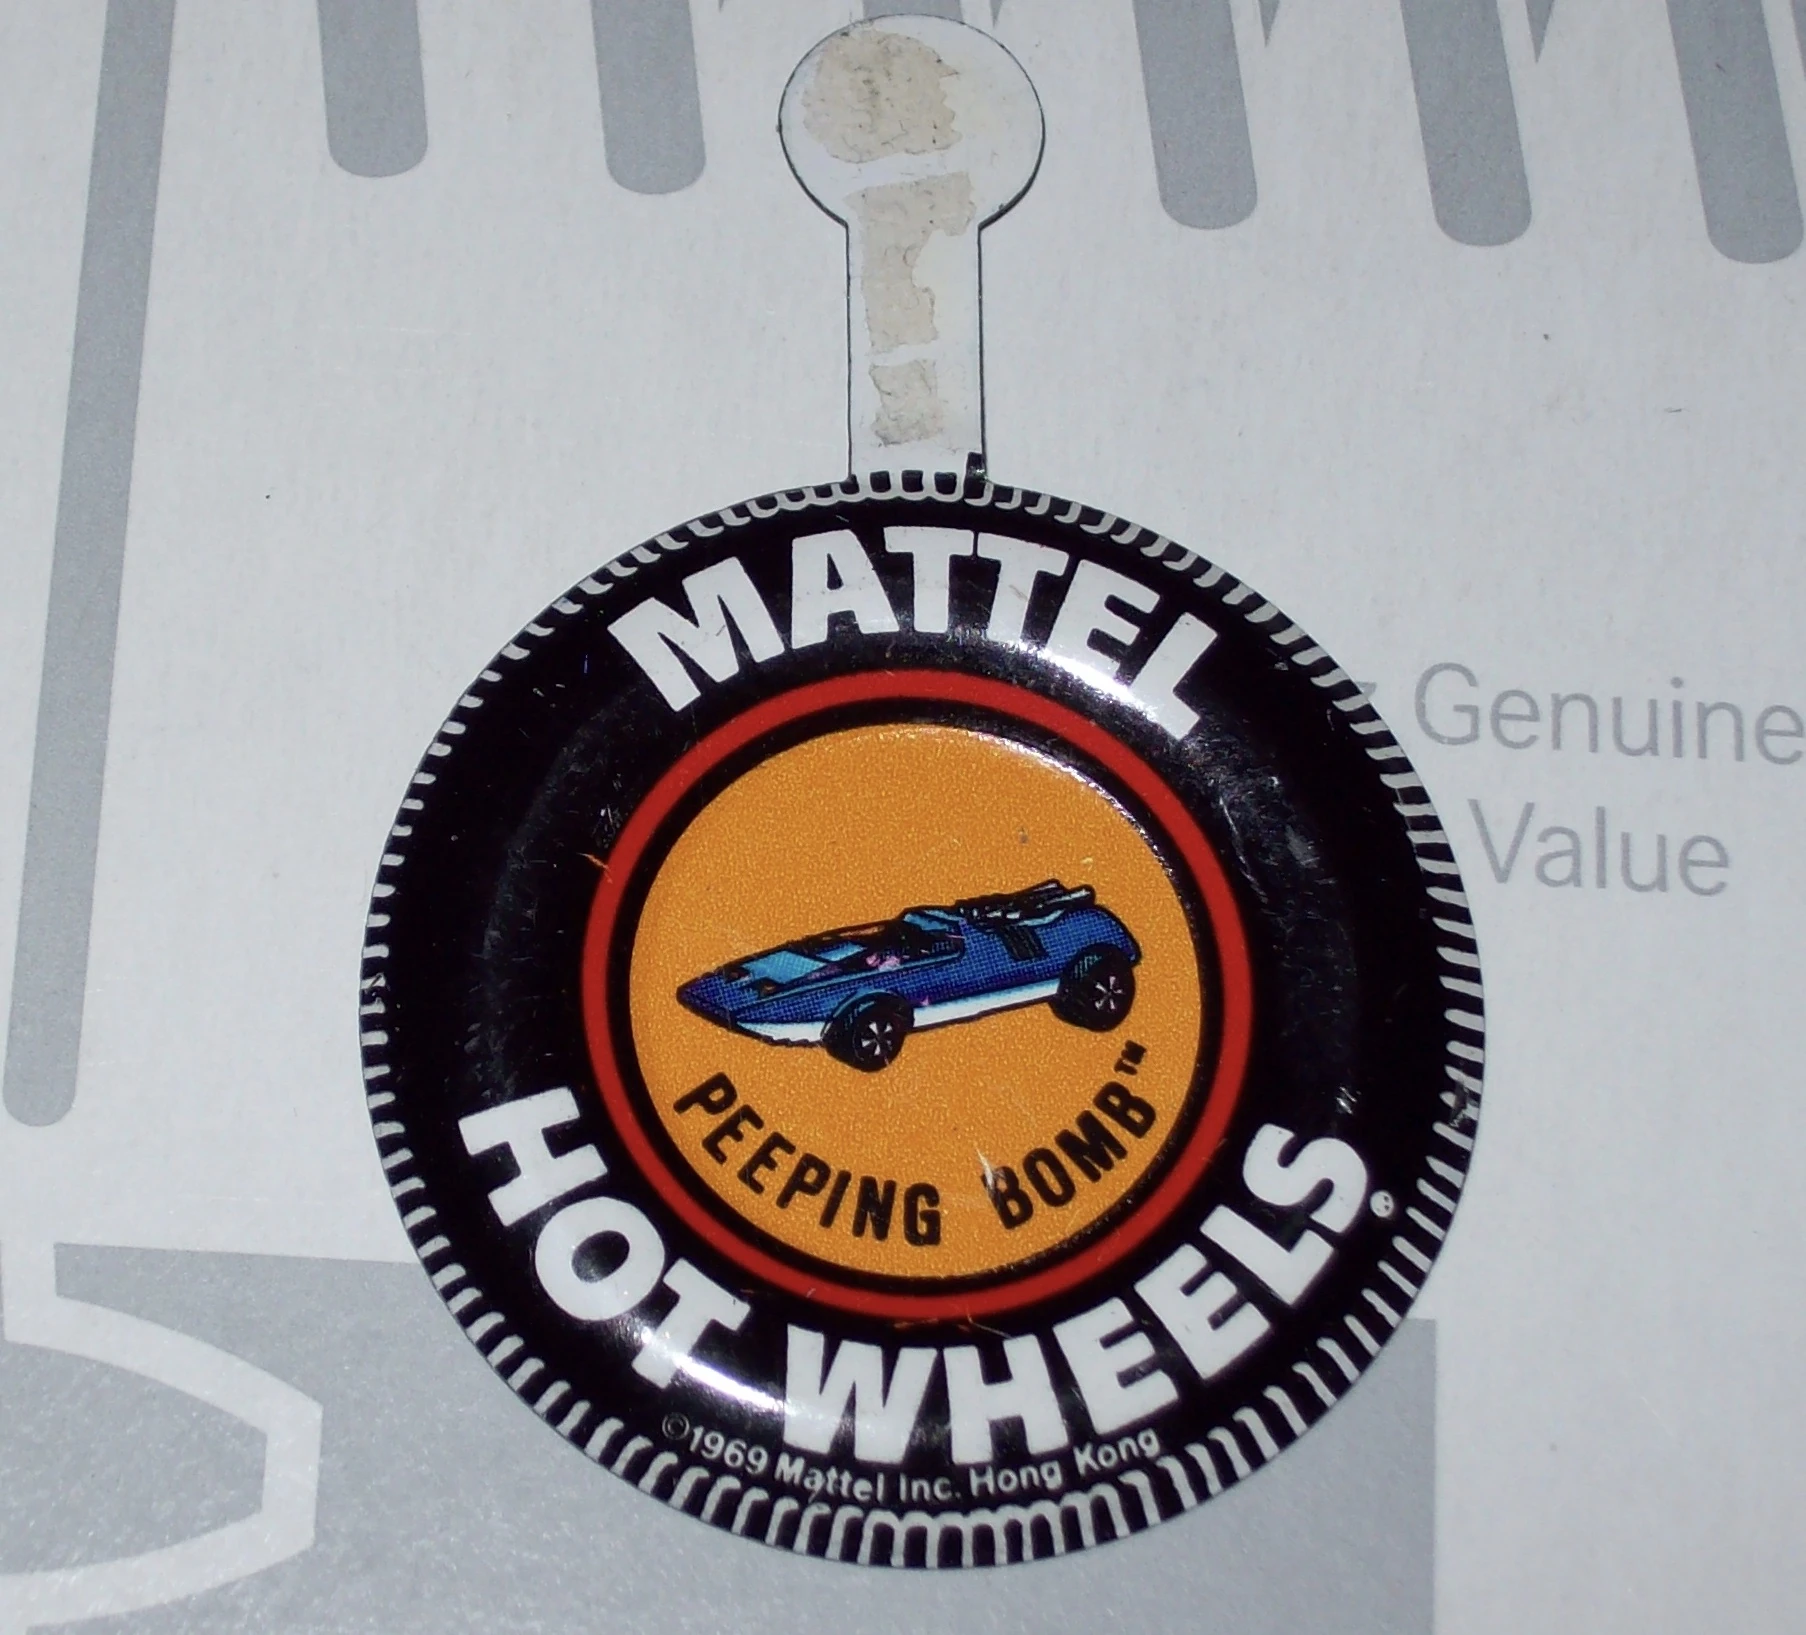 MATTEL
PEEPING BOMB™
HOT WHEELS®
©1969 Mattel Inc. Hong Kong
Genuine
Value